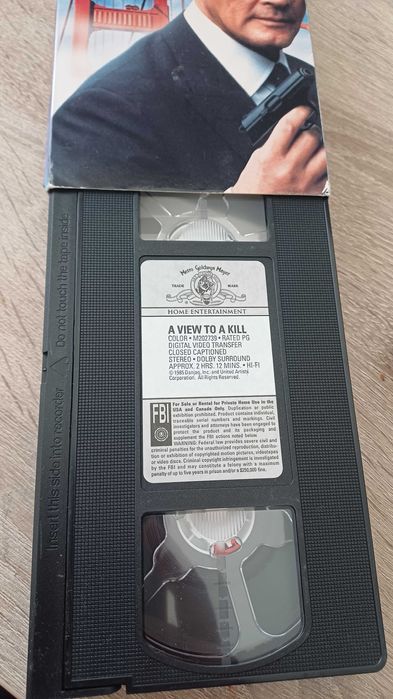 Metro Goldwyn Mayer
TRADE MARK
HOME ENTERTAINMENT
A VIEW TO A KILL
COLOR • M202739 • RATED PG
DIGITAL VIDEO TRANSFER
CLOSED CAPTIONED
STEREO • DOLBY SURROUND
APPROX. 2 HRS. 12 MINS. • HI-FI
©1985 Danjaq, Inc. and United Artists
Corporation. All Rights Reserved.
FBI
For Sale or Rental for Private Home Use in the
USA and Canada Only. Duplication or public
exhibition prohibited. Product contains individual,
traceable serial numbers and markings. Civil
investigators and attorneys have been engaged to
protect the product and its packaging and
supplement the FBI actions noted below
WARNING: Federal law provides severe civil and
criminal penalties for the unauthorized reproduction, distribu-
tion or exhibition of copyrighted motion pictures, videotapes
or video discs. Criminal copyright infringement is investigated
by the FBI and may constitute a felony with a maximum
penalty of up to five years in prison and/or a $250,000 fine.
Insert this side into recorder
Do not touch the tape inside